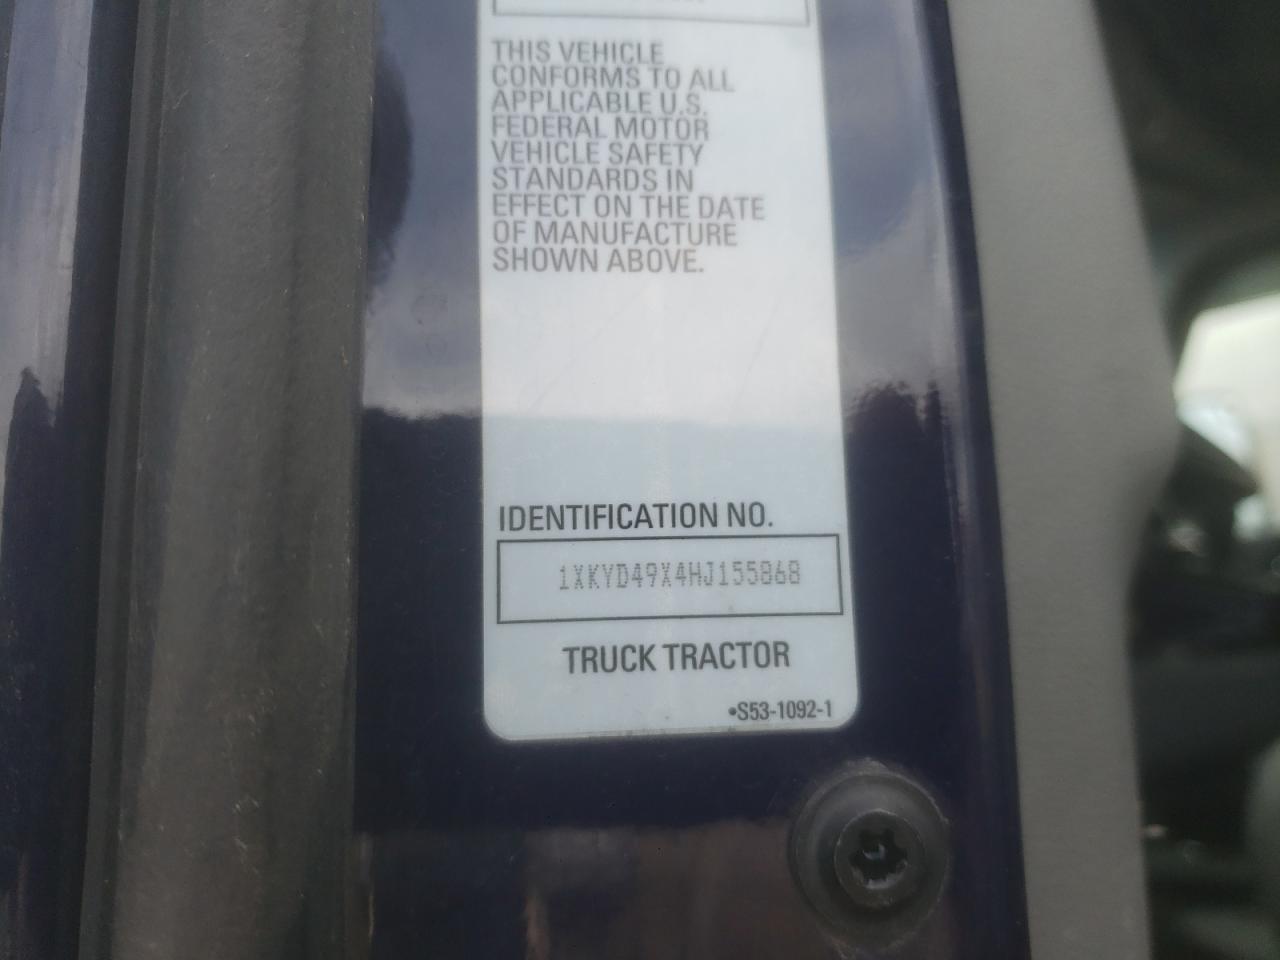 THIS VEHICLE
CONFORMS TO ALL
APPLICABLE U.S.
FEDERAL MOTOR
VEHICLE SAFETY
STANDARDS IN
EFFECT ON THE DATE
OF MANUFACTURE
SHOWN ABOVE.
IDENTIFICATION NO.
1XKYD49X4HJ155868
TRUCK TRACTOR
•S53-1092-1